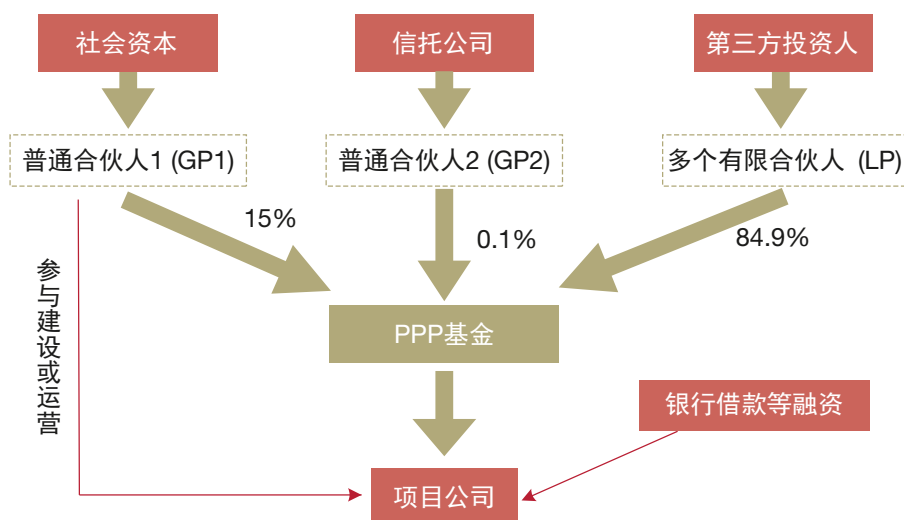 社会资本
信托公司
第三方投资人
普通合伙人1 (GP1)
普通合伙人2 (GP2)
多个有限合伙人 (LP)
15%
0.1%
84.9%
参与建设或运营
PPP基金
银行借款等融资
项目公司